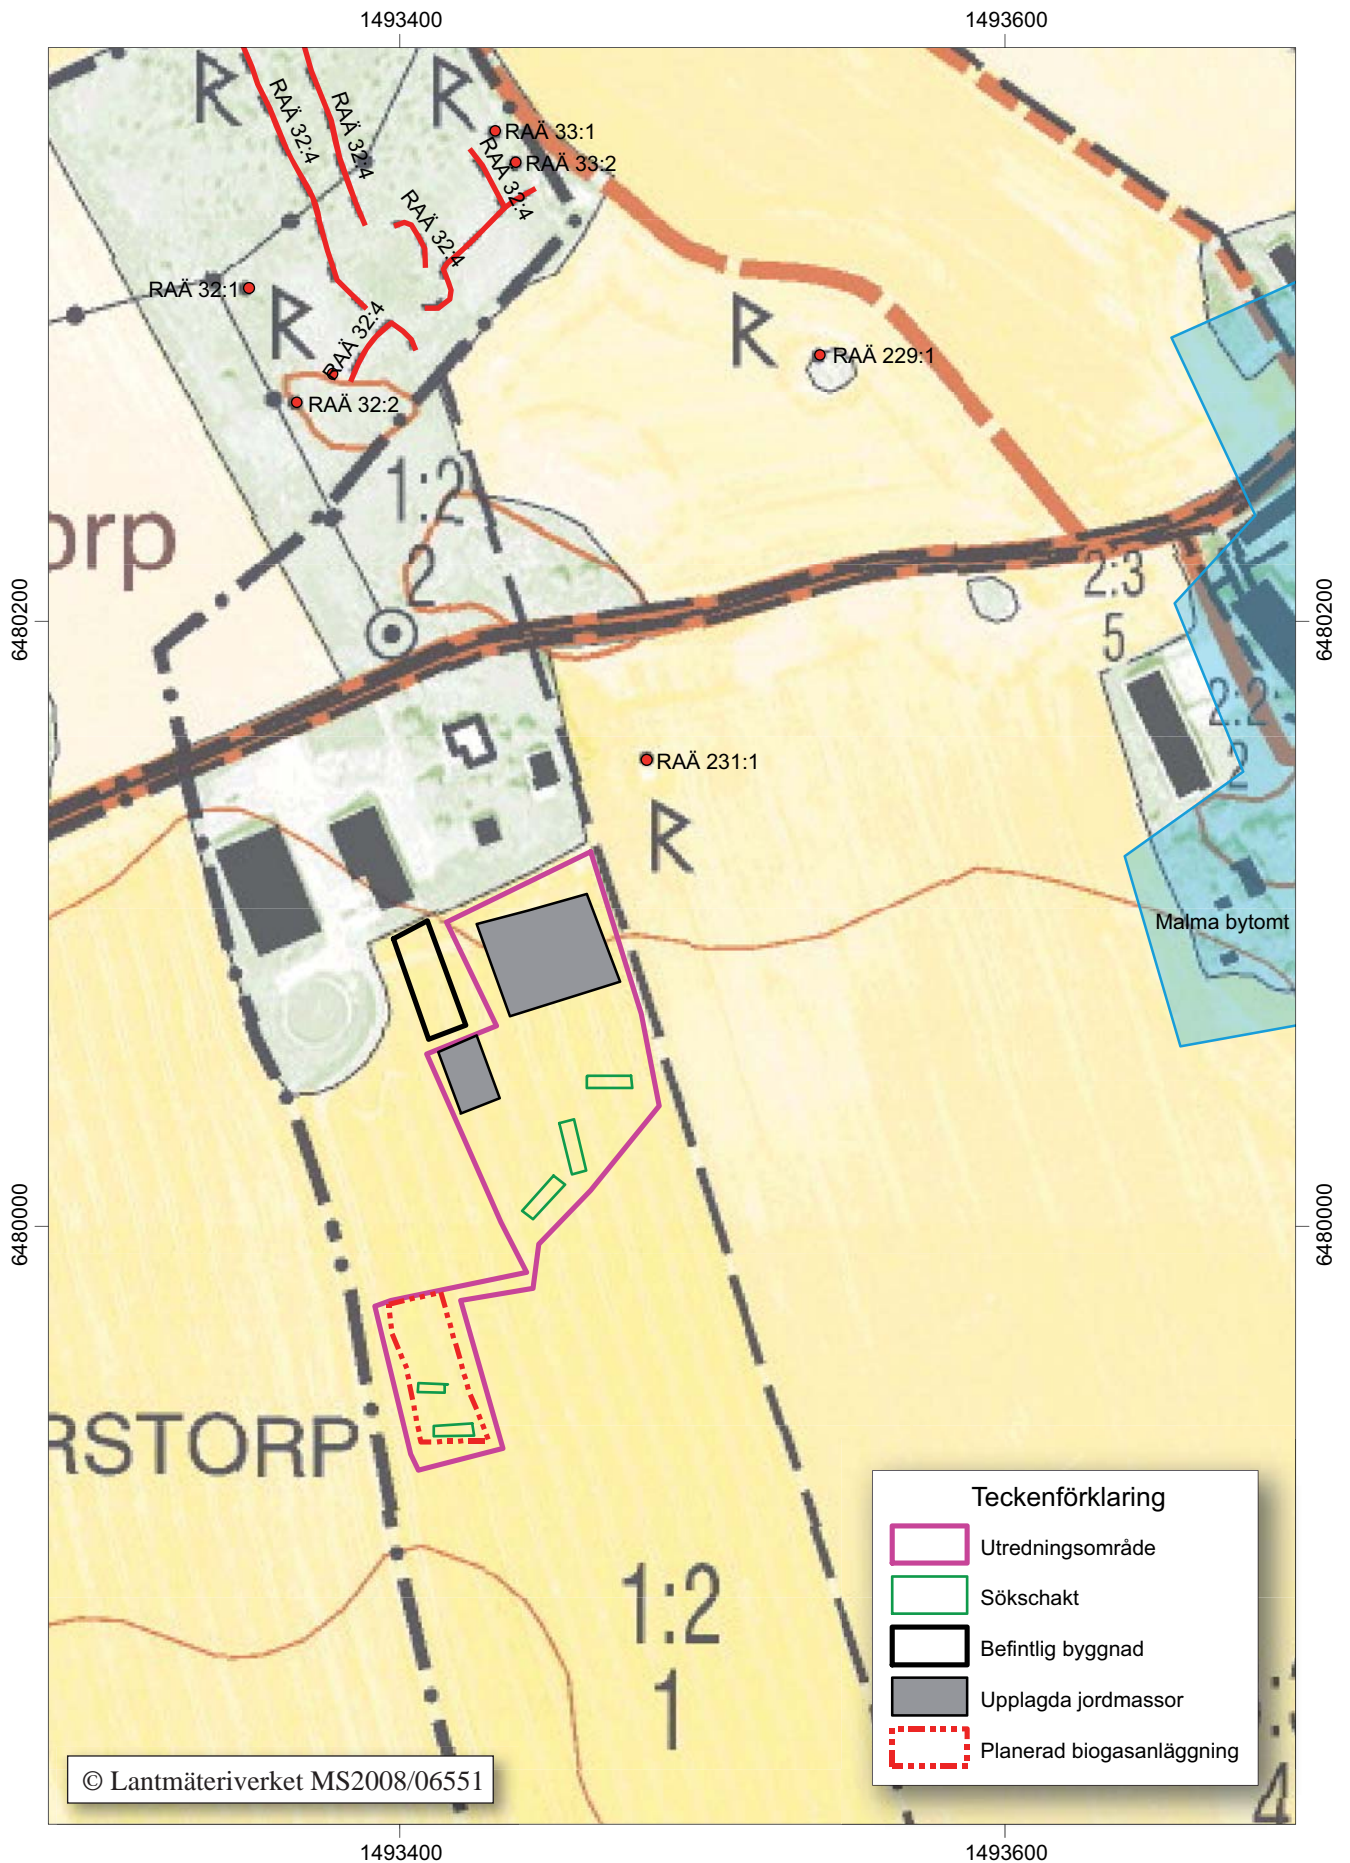 1493400
1493600
R
R
RAÄ 32:4
RAÄ 32:4
RAÄ 33:1
RAÄ 33:2
RAÄ 32:4
RAÄ 32:4
RAÄ 32:1
R
RAÄ 32:4
R
R
RAÄ 229:1
RAÄ 32:2
1:2
2
orp
2:3
5
6480200
6480200
2:2
2
RAÄ 231:1
R
Malma bytomt
6480000
6480000
RSTORP
1:2
1
4
Teckenförklaring
Utredningsområde
Sökschakt
Befintlig byggnad
Upplagda jordmassor
Planerad biogasanläggning
© Lantmäteriverket MS2008/06551
1493400
1493600